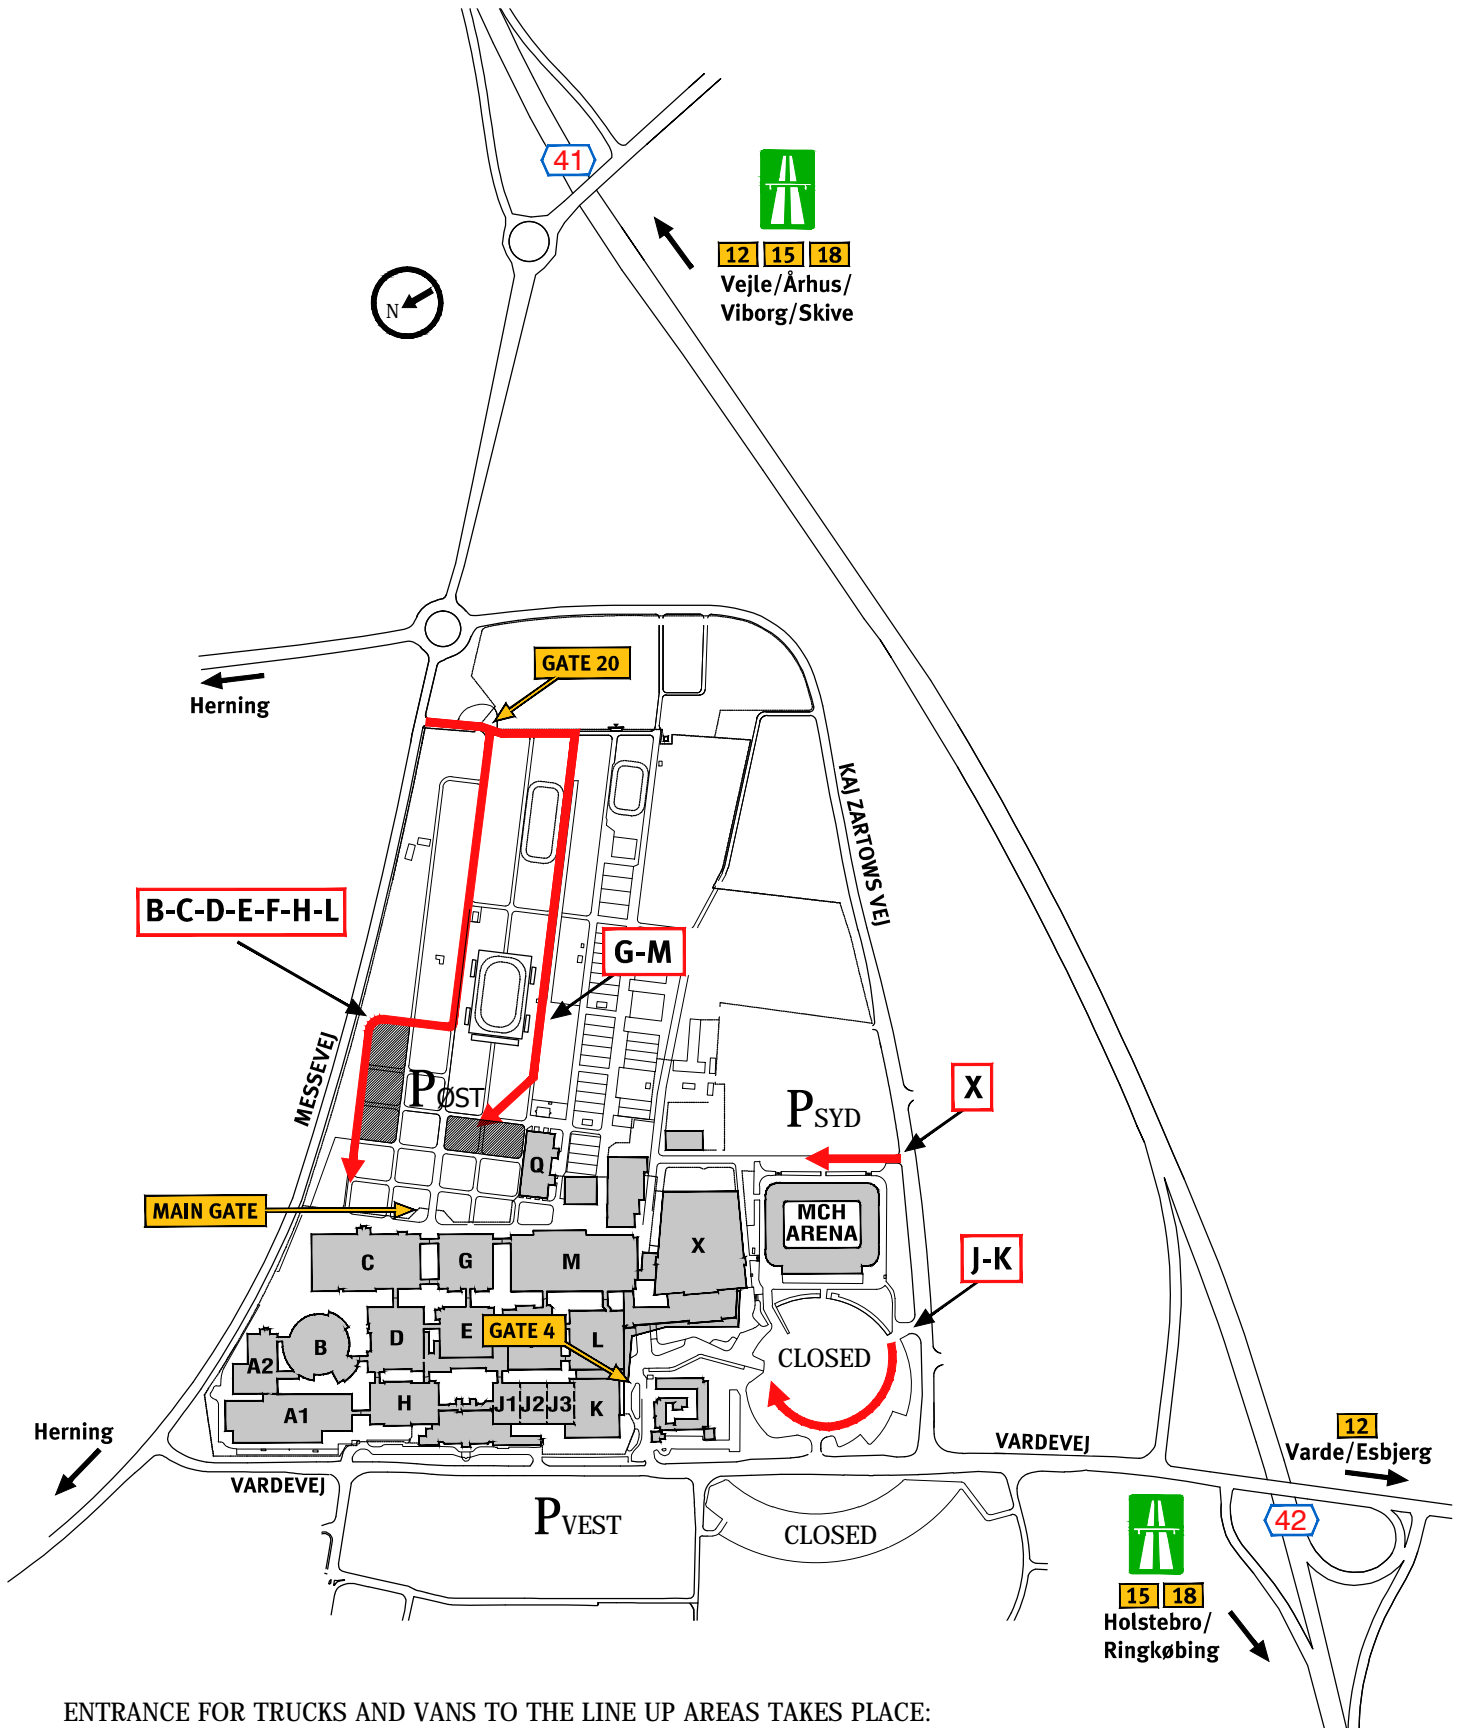 41
12 15 18
Vejle/Århus/
Viborg/Skive
N
GATE 20
Herning
KAJ ZARTOWS VEJ
B-C-D-E-F-H-L
G-M
MESSEVEJ
PØST
PSYD
X
Q
MAIN GATE
MCH
ARENA
C
G
M
X
J-K
B
D
E
GATE 4
L
CLOSED
A2
A1
H
J1 J2 J3
K
Herning
VARDEVEJ
VARDEVEJ
12
Varde/Esbjerg
PVEST
CLOSED
42
15 18
Holstebro/
Ringkøbing
ENTRANCE FOR TRUCKS AND VANS TO THE LINE UP AREAS TAKES PLACE: